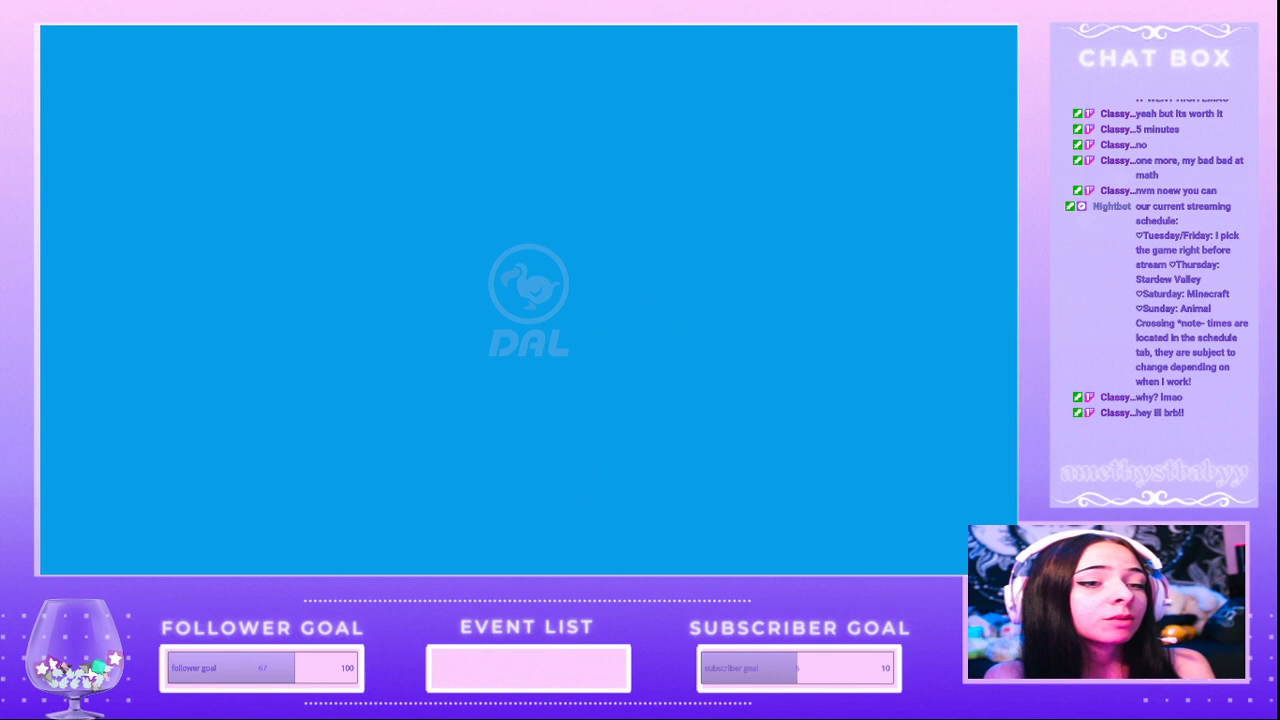 CHAT BOX
Classy...yeah but its worth it
Classy...5 minutes
Classy...no
Classy...one more, my bad bad at
math
Classy...nvm noew you can
Nightbot our current streaming
schedule:
♡Tuesday/Friday: I pick
the game right before
stream ♡Thursday:
Stardew Valley
♡Saturday: Minecraft
♡Sunday: Animal
Crossing *note- times are
located in the schedule
tab, they are subject to
change depending on
when I work!
Classy...why? lmao
Classy...hey ill brb!!
amethystbabyy
DAL
FOLLOWER GOAL
follower goal 67 100
EVENT LIST
SUBSCRIBER GOAL
subscriber goal 10